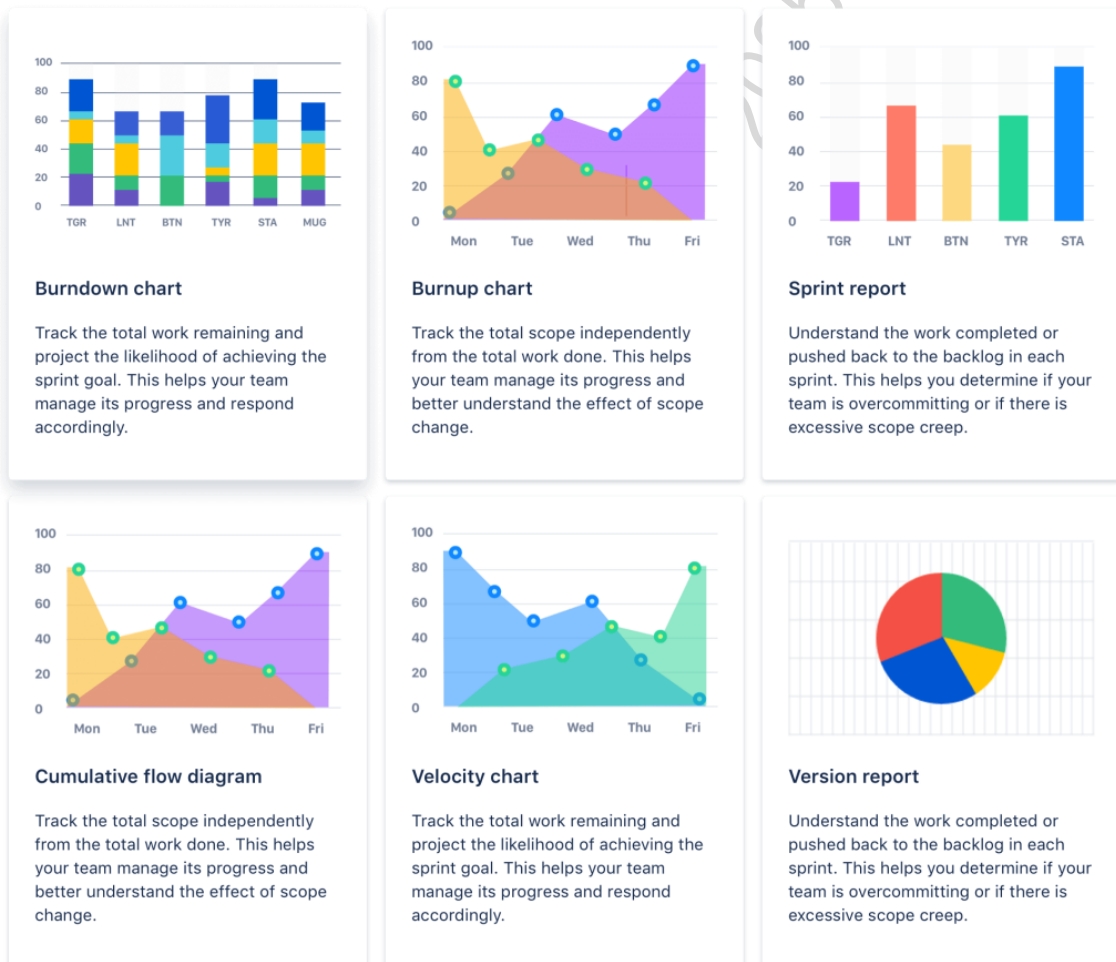 100
80
60
40
20
0
TGR LNT BTN TYR STA MUG
Burndown chart
Track the total work remaining and
project the likelihood of achieving the
sprint goal. This helps your team
manage its progress and respond
accordingly.
100
80
60
40
20
0
Mon Tue Wed Thu Fri
Burnup chart
Track the total scope independently
from the total work done. This helps
your team manage its progress and
better understand the effect of scope
change.
100
80
60
40
20
0
TGR LNT BTN TYR STA
Sprint report
Understand the work completed or
pushed back to the backlog in each
sprint. This helps you determine if your
team is overcommitting or if there is
excessive scope creep.
100
80
60
40
20
0
Mon Tue Wed Thu Fri
Cumulative flow diagram
Track the total scope independently
from the total work done. This helps
your team manage its progress and
better understand the effect of scope
change.
100
80
60
40
20
0
Mon Tue Wed Thu Fri
Velocity chart
Track the total work remaining and
project the likelihood of achieving the
sprint goal. This helps your team
manage its progress and respond
accordingly.
Version report
Understand the work completed or
pushed back to the backlog in each
sprint. This helps you determine if your
team is overcommitting or if there is
excessive scope creep.